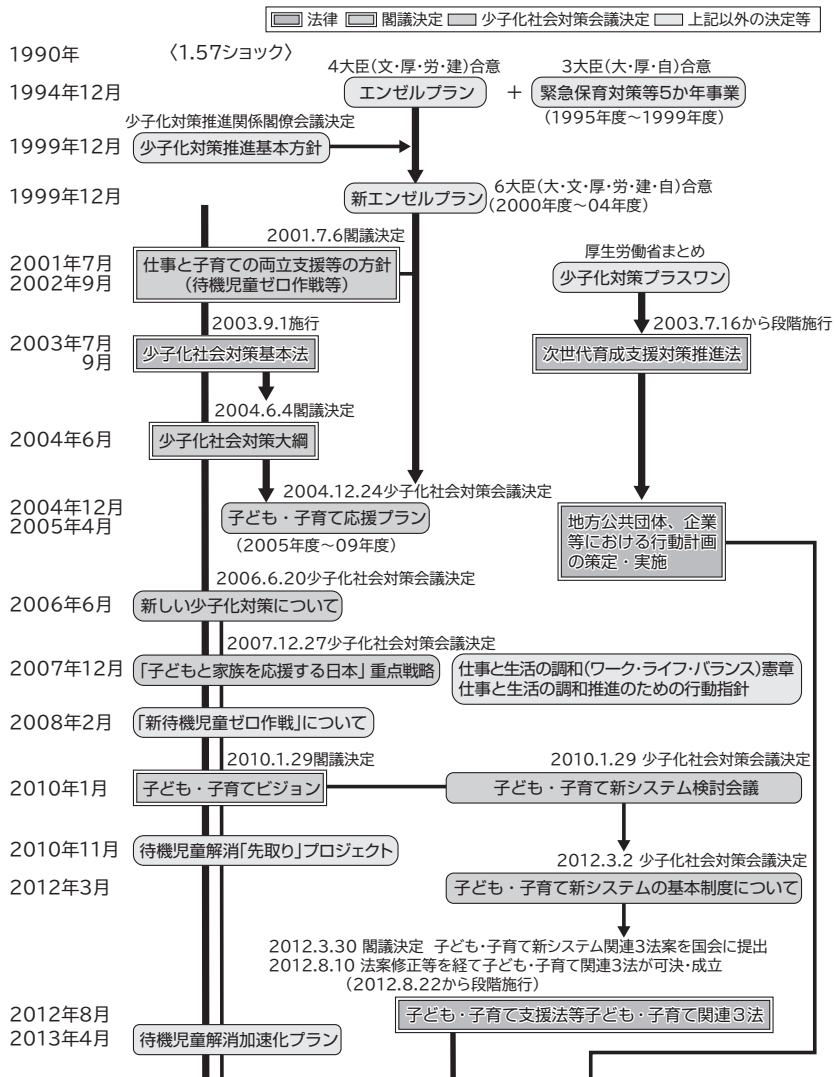 法律 閣議決定 少子化社会対策会議決定 上記以外の決定等
1990年 〈1.57ショック〉
4大臣(文・厚・労・建)合意 3大臣(大・厚・自)合意
1994年12月 エンゼルプラン + 緊急保育対策等5か年事業
(1995年度~1999年度)
少子化対策推進関係閣僚会議決定
1999年12月 少子化対策推進基本方針
1999年12月 新エンゼルプラン 6大臣(大・文・厚・労・建・自)合意
(2000年度~04年度)
2001.7.6閣議決定
2001年7月 仕事と子育ての両立支援等の方針
2002年9月 (待機児童ゼロ作戦等)
厚生労働省まとめ
少子化対策プラスワン
2003.9.1施行 2003.7.16から段階施行
2003年7月
9月
少子化社会対策基本法 次世代育成支援対策推進法
2004.6.4閣議決定
2004年6月 少子化社会対策大綱
2004.12.24少子化社会対策会議決定
2004年12月
2005年4月
子ども・子育て応援プラン
(2005年度~09年度)
地方公共団体、企業
等における行動計画
の策定・実施
2006.6.20少子化社会対策会議決定
2006年6月 新しい少子化対策について
2007.12.27少子化社会対策会議決定
2007年12月 「子どもと家族を応援する日本」重点戦略
仕事と生活の調和(ワーク・ライフ・バランス)憲章
仕事と生活の調和推進のための行動指針
2008年2月 「新待機児童ゼロ作戦」について
2010.1.29閣議決定 2010.1.29 少子化社会対策会議決定
2010年1月 子ども・子育てビジョン 子ども・子育て新システム検討会議
2010年11月 待機児童解消「先取り」プロジェクト
2012.3.2 少子化社会対策会議決定
2012年3月 子ども・子育て新システムの基本制度について
2012.3.30 閣議決定 子ども・子育て新システム関連3法案を国会に提出
2012.8.10 法案修正等を経て子ども・子育て関連3法が可決・成立
(2012.8.22から段階施行)
2012年8月 子ども・子育て支援法等子ども・子育て関連3法
2013年4月 待機児童解消加速化プラン